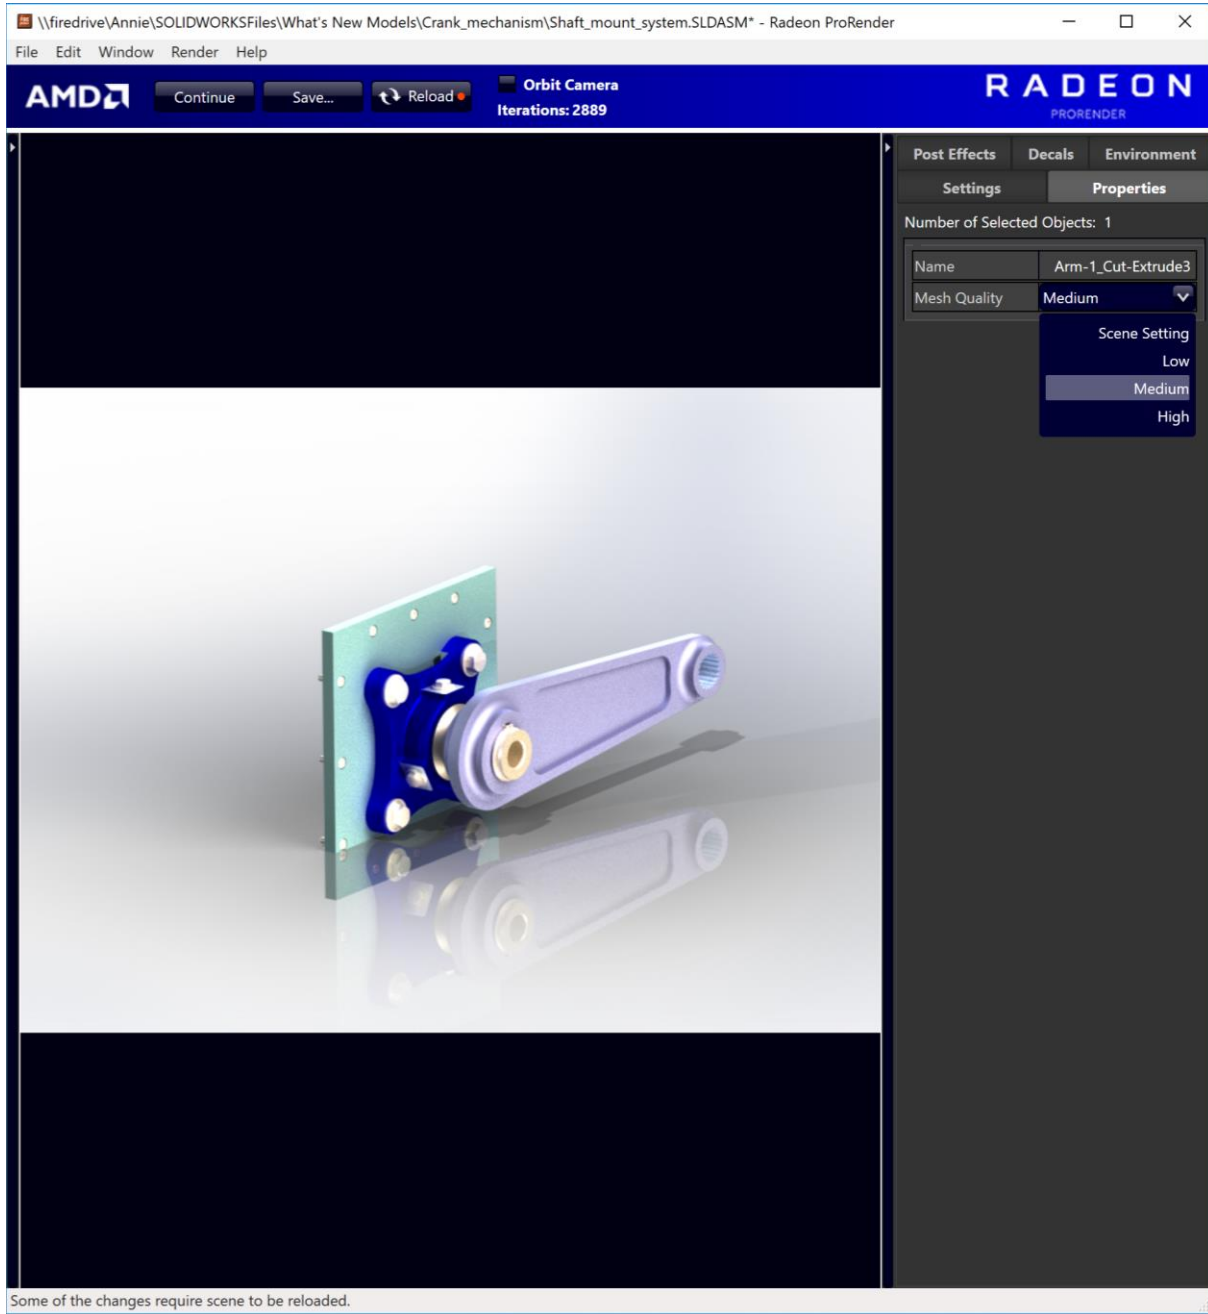 \\firedrive\Annie\SOLIDWORKSFiles\What's New Models\Crank_mechanism\Shaft_mount_system.SLDASM* - Radeon ProRender
File Edit Window Render Help
AMD Continue Save... Reload Orbit Camera
Iterations: 2889
RADEON
PRORENDER
Post Effects Decals Environment
Settings Properties
Number of Selected Objects: 1
Name Arm-1_Cut-Extrude3
Mesh Quality Medium
Scene Setting
Low
Medium
High
Some of the changes require scene to be reloaded.